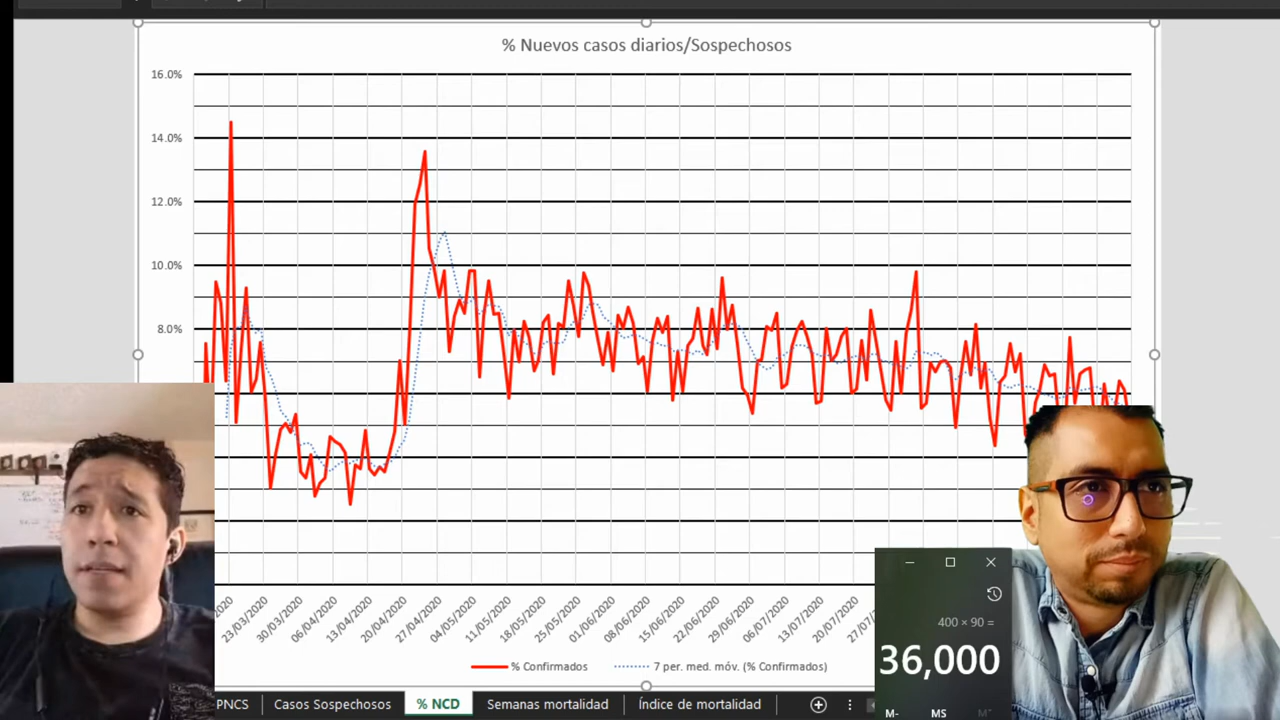 % Nuevos casos diarios/Sospechosos
16.0%
14.0%
12.0%
10.0%
8.0%
2020
23/03/2020
30/03/2020
06/04/2020
13/04/2020
20/04/2020
27/04/2020
04/05/2020
11/05/2020
18/05/2020
25/05/2020
01/06/2020
08/06/2020
15/06/2020
22/06/2020
29/06/2020
06/07/2020
13/07/2020
20/07/2020
27/07
% Confirmados
7 per. med. móv. (% Confirmados)
400 × 90 =
36,000
M-
MS
M⁺
PNCS
Casos Sospechosos
% NCD
Semanas mortalidad
Índice de mortalidad